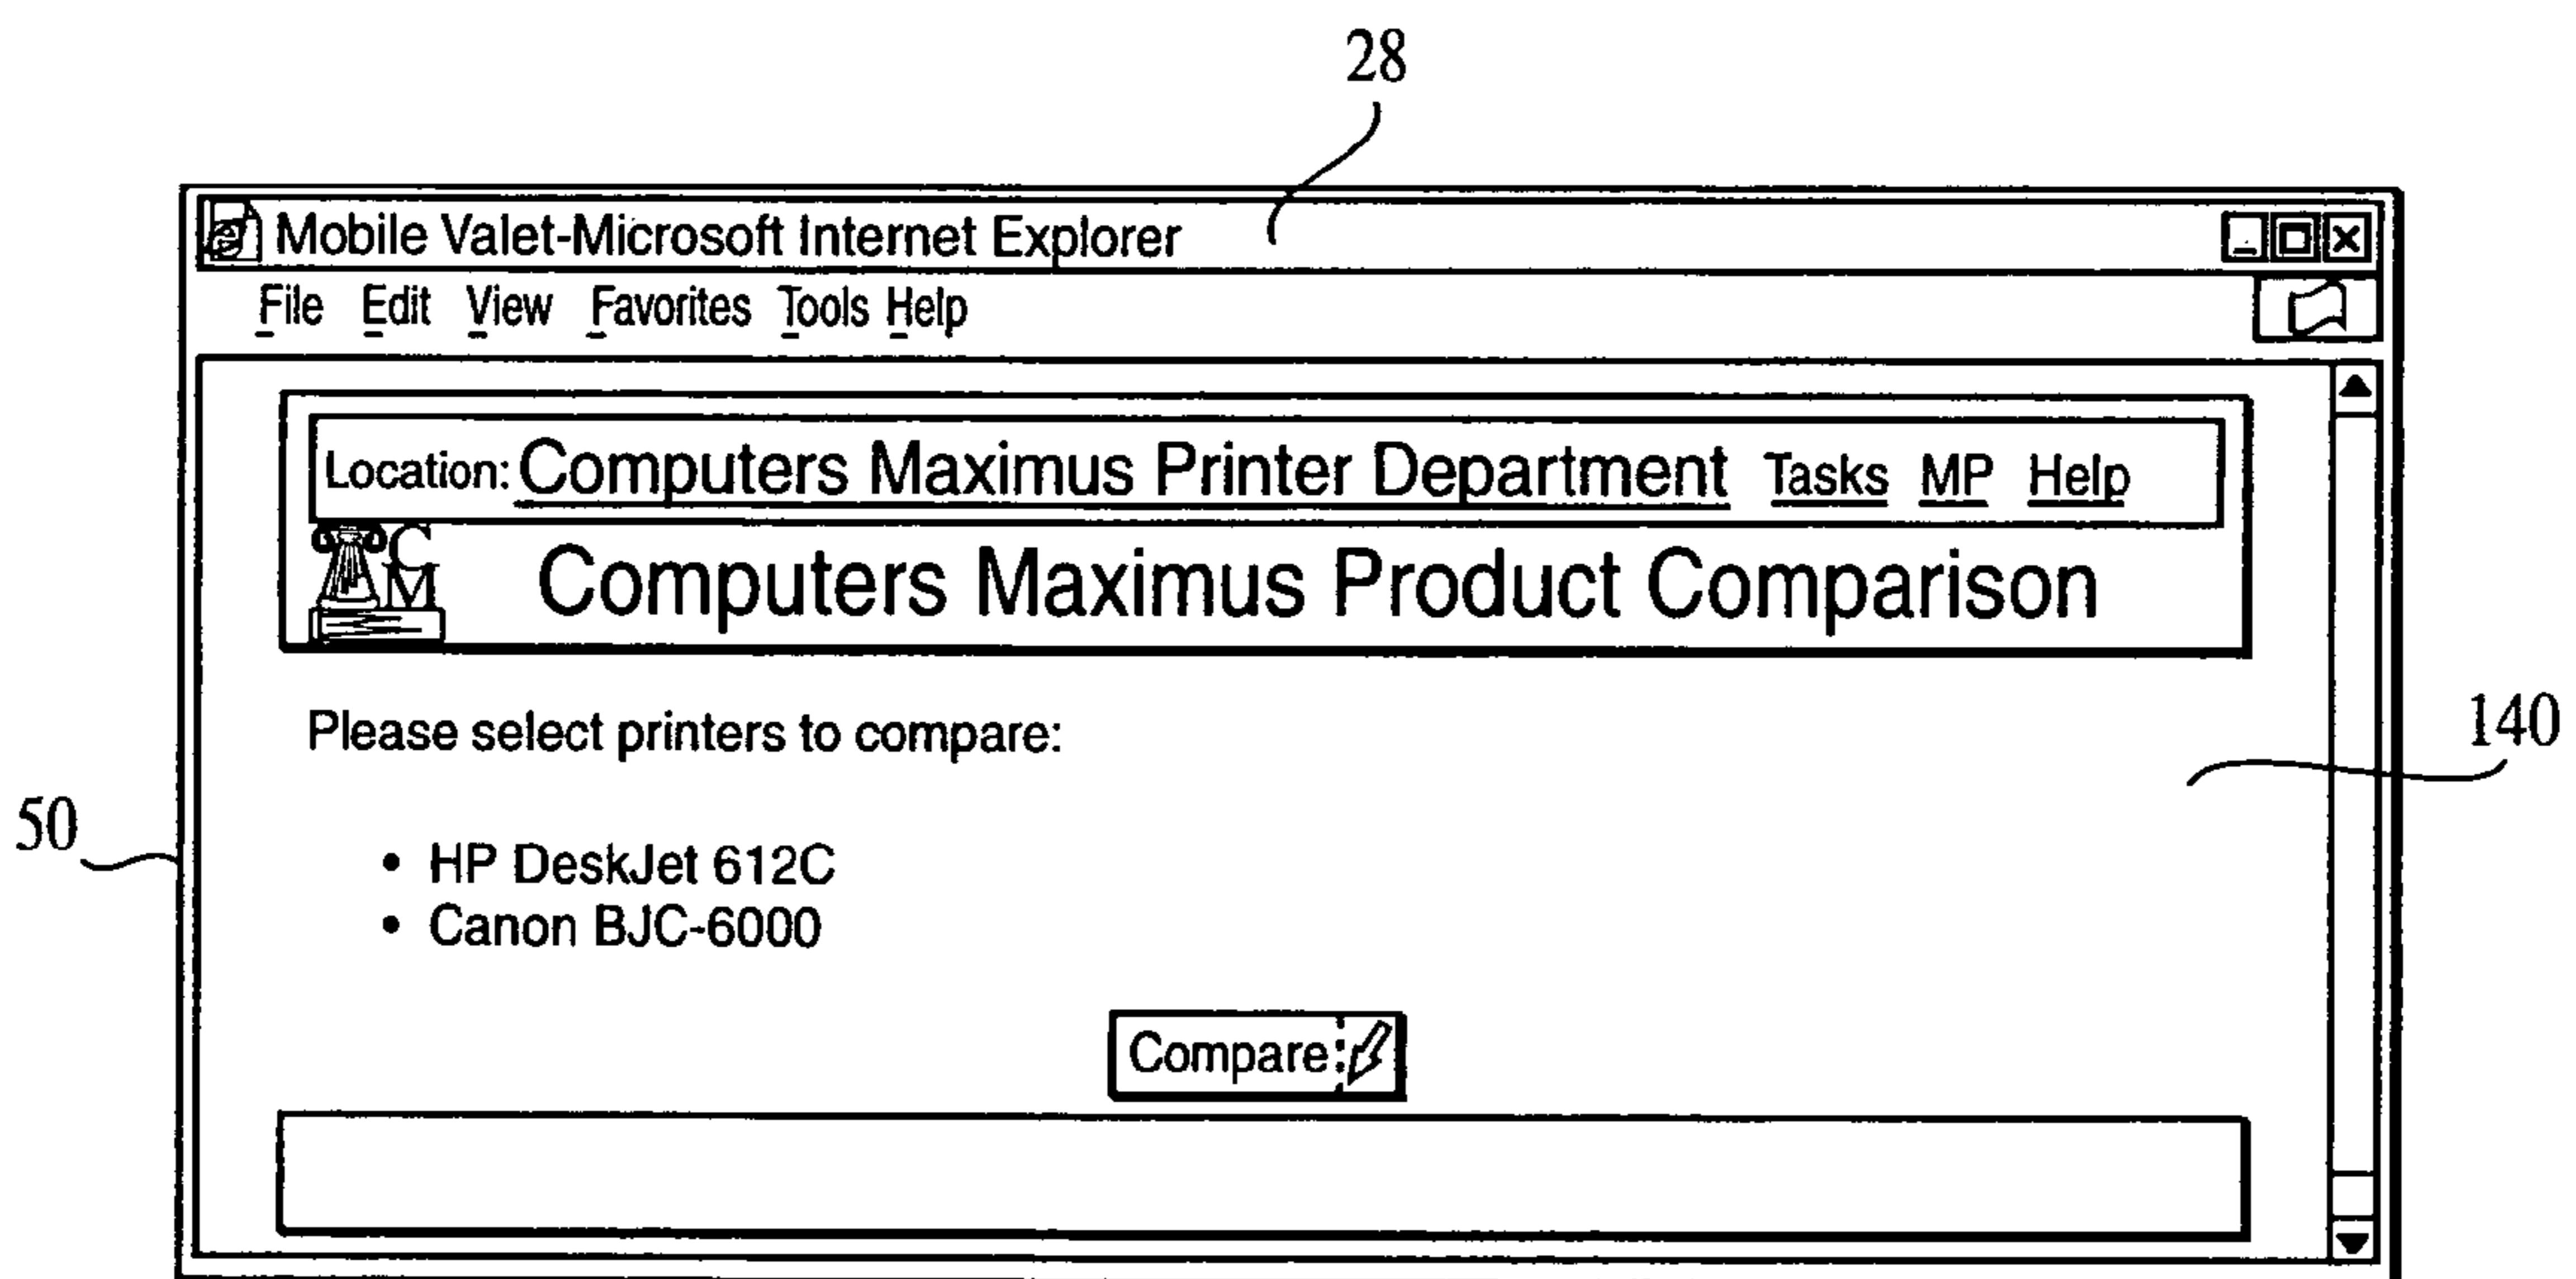 28
Mobile Valet-Microsoft Internet Explorer
File Edit View Favorites Tools Help
Location: Computers Maximus Printer Department Tasks MP Help
C
M
Computers Maximus Product Comparison
Please select printers to compare:
140
50
• HP DeskJet 612C
• Canon BJC-6000
Compare